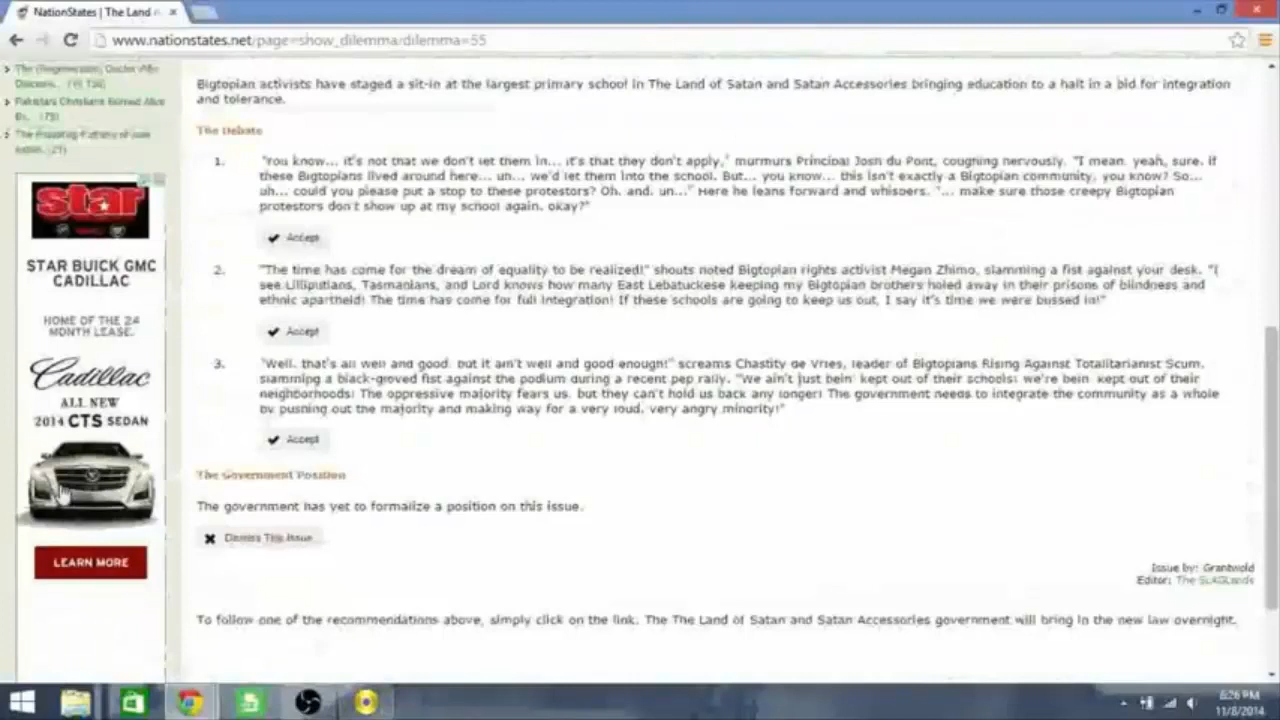 NationStates | The Land
www.nationstates.net/page=show_dilemma/dilemma=55
Pakistani Christians Burned Alive
Bigtopian activists have staged a sit-in at the largest primary school in The Land of Satan and Satan Accessories bringing education to a halt in a bid for integration
and tolerance.
The Debate
1. "You know... it's not that we don't let them in... it's that they don't apply," murmurs Principal Josh du Pont, coughing nervously. "I mean, yeah, sure, if
these Bigtopians lived around here... uh... we'd let them into the school. But... you know... this isn't exactly a Bigtopian community, you know? So...
uh... could you please put a stop to these protestors? Oh, and, un..." Here he leans forward and whispers, "... make sure those creepy Bigtopian
protestors don't show up at my school again, okay?"
Accept
2. "The time has come for the dream of equality to be realized!" shouts noted Bigtopian rights activist Megan Zhimo, slamming a fist against your desk. "I
see Lilliputians, Tasmanians, and Lord knows how many East Lebatuckese keeping my Bigtopian brothers holed away in their prisons of blindness and
ethnic apartheid! The time has come for full integration! If these schools are going to keep us out, I say it's time we were bussed in!"
Accept
3. "Well, that's all well and good, but it ain't well and good enough!" screams Chastity de Vries, leader of Bigtopians Rising Against Totalitarianist Scum,
slamming a black-gloved fist against the podium during a recent pep rally. "We ain't just bein' kept out of their schools: we're bein' kept out of their
neighborhoods! The oppressive majority fears us, but they can't hold us back any longer! The government needs to integrate the community as a whole
by pushing out the majority and making way for a very loud, very angry minority!"
Accept
The Government Position
The government has yet to formalize a position on this issue.
Dismiss This Issue
Issue by: Grantwold
Editor: The SLAGLands
To follow one of the recommendations above, simply click on the link. The The Land of Satan and Satan Accessories government will bring in the new law overnight.
star
STAR BUICK GMC
CADILLAC
HOME OF THE 24
MONTH LEASE.
Cadillac
ALL NEW
2014 CTS SEDAN
LEARN MORE
6:26 PM
11/8/2014